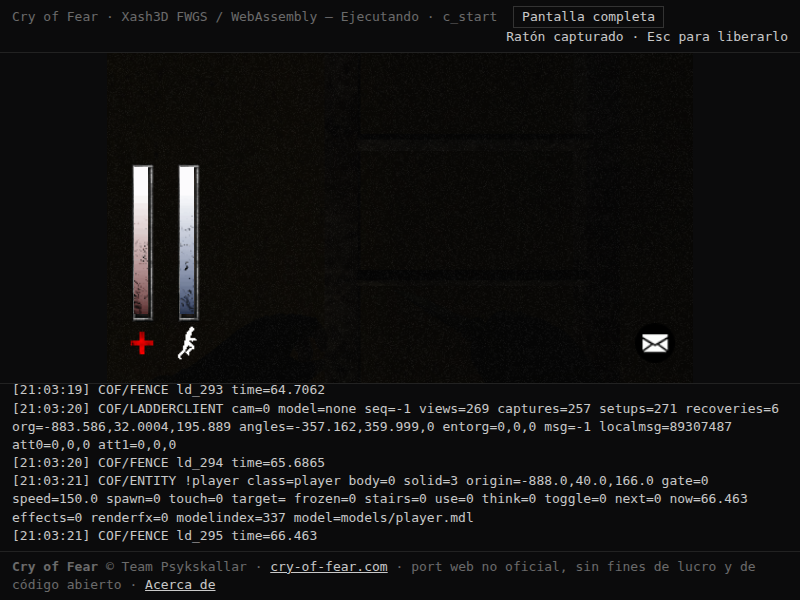 Cry of Fear · Xash3D FWGS / WebAssembly — Ejecutando · c_start Pantalla completa
Ratón capturado · Esc para liberarlo
[21:03:19] COF/FENCE ld_293 time=64.7062
[21:03:20] COF/LADDERCLIENT cam=0 model=none seq=-1 views=269 captures=257 setups=271 recoveries=6
org=-883.586,32.0004,195.889 angles=-357.162,359.999,0 entorg=0,0,0 msg=-1 localmsg=89307487
att0=0,0,0 att1=0,0,0
[21:03:20] COF/FENCE ld_294 time=65.6865
[21:03:21] COF/ENTITY !player class=player body=0 solid=3 origin=-888.0,40.0,166.0 gate=0
speed=150.0 spawn=0 touch=0 target= frozen=0 stairs=0 use=0 think=0 toggle=0 next=0 now=66.463
effects=0 renderfx=0 modelindex=337 model=models/player.mdl
[21:03:21] COF/FENCE ld_295 time=66.463
Cry of Fear © Team Psyskallar · cry-of-fear.com · port web no oficial, sin fines de lucro y de
código abierto · Acerca de